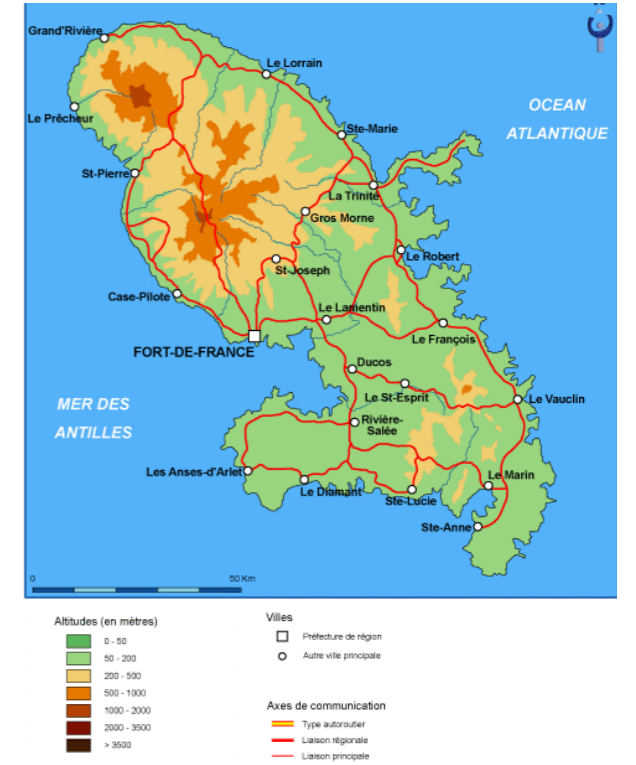 Grand'Rivière
Le Lorrain
Le Prêcheur
OCEAN
ATLANTIQUE
Ste-Marie
St-Pierre
La Trinité
Gros Morne
Le Robert
St-Joseph
Case-Pilote
Le Lamentin
Le François
FORT-DE-FRANCE
Ducos
Le St-Esprit
Le Vauclin
MER DES
ANTILLES
Rivière-
Salée
Les Anses-d'Arlet
Le Marin
Le Diamant
Ste-Lucie
Ste-Anne
0 50 Km
Altitudes (en mètres)
0 - 50
50 - 200
200 - 500
500 - 1000
1000 - 2000
2000 - 3500
> 3500
Villes
Préfecture de région
Autre ville principale
Axes de communication
Type autoroutier
Liaison régionale
Liaison principale